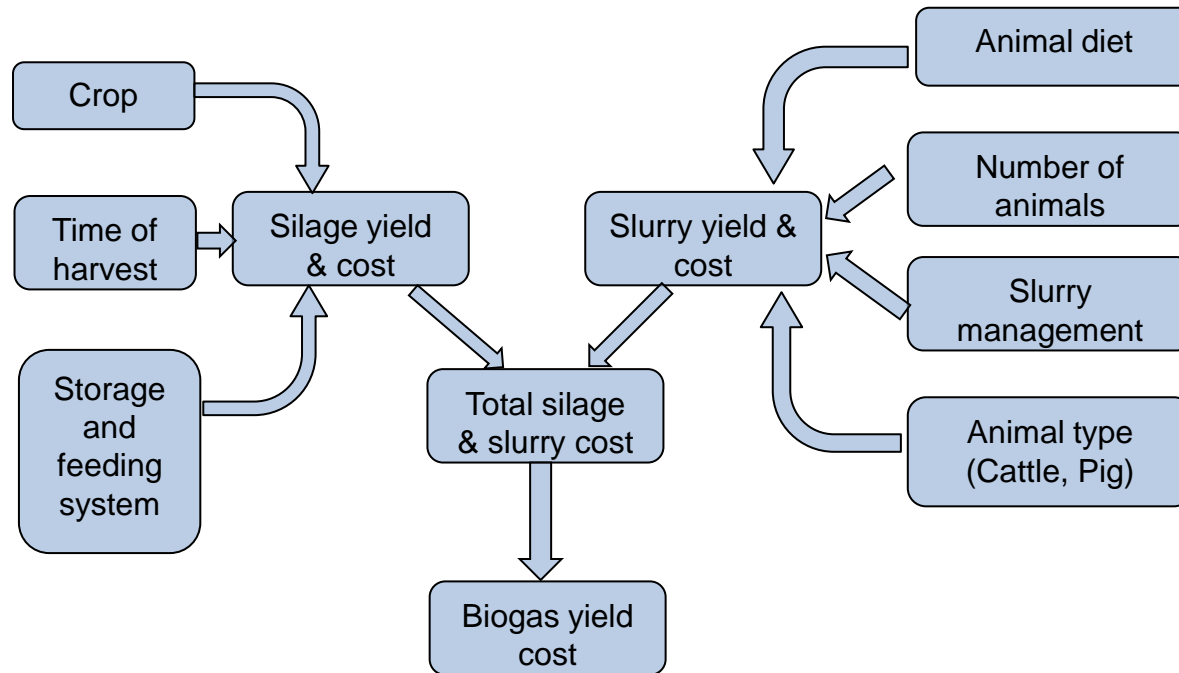 Animal diet
Crop
Number of
animals
Time of
harvest
Silage yield
& cost
Slurry yield &
cost
Slurry
management
Storage
and
feeding
system
Total silage
& slurry cost
Animal type
(Cattle, Pig)
Biogas yield
cost